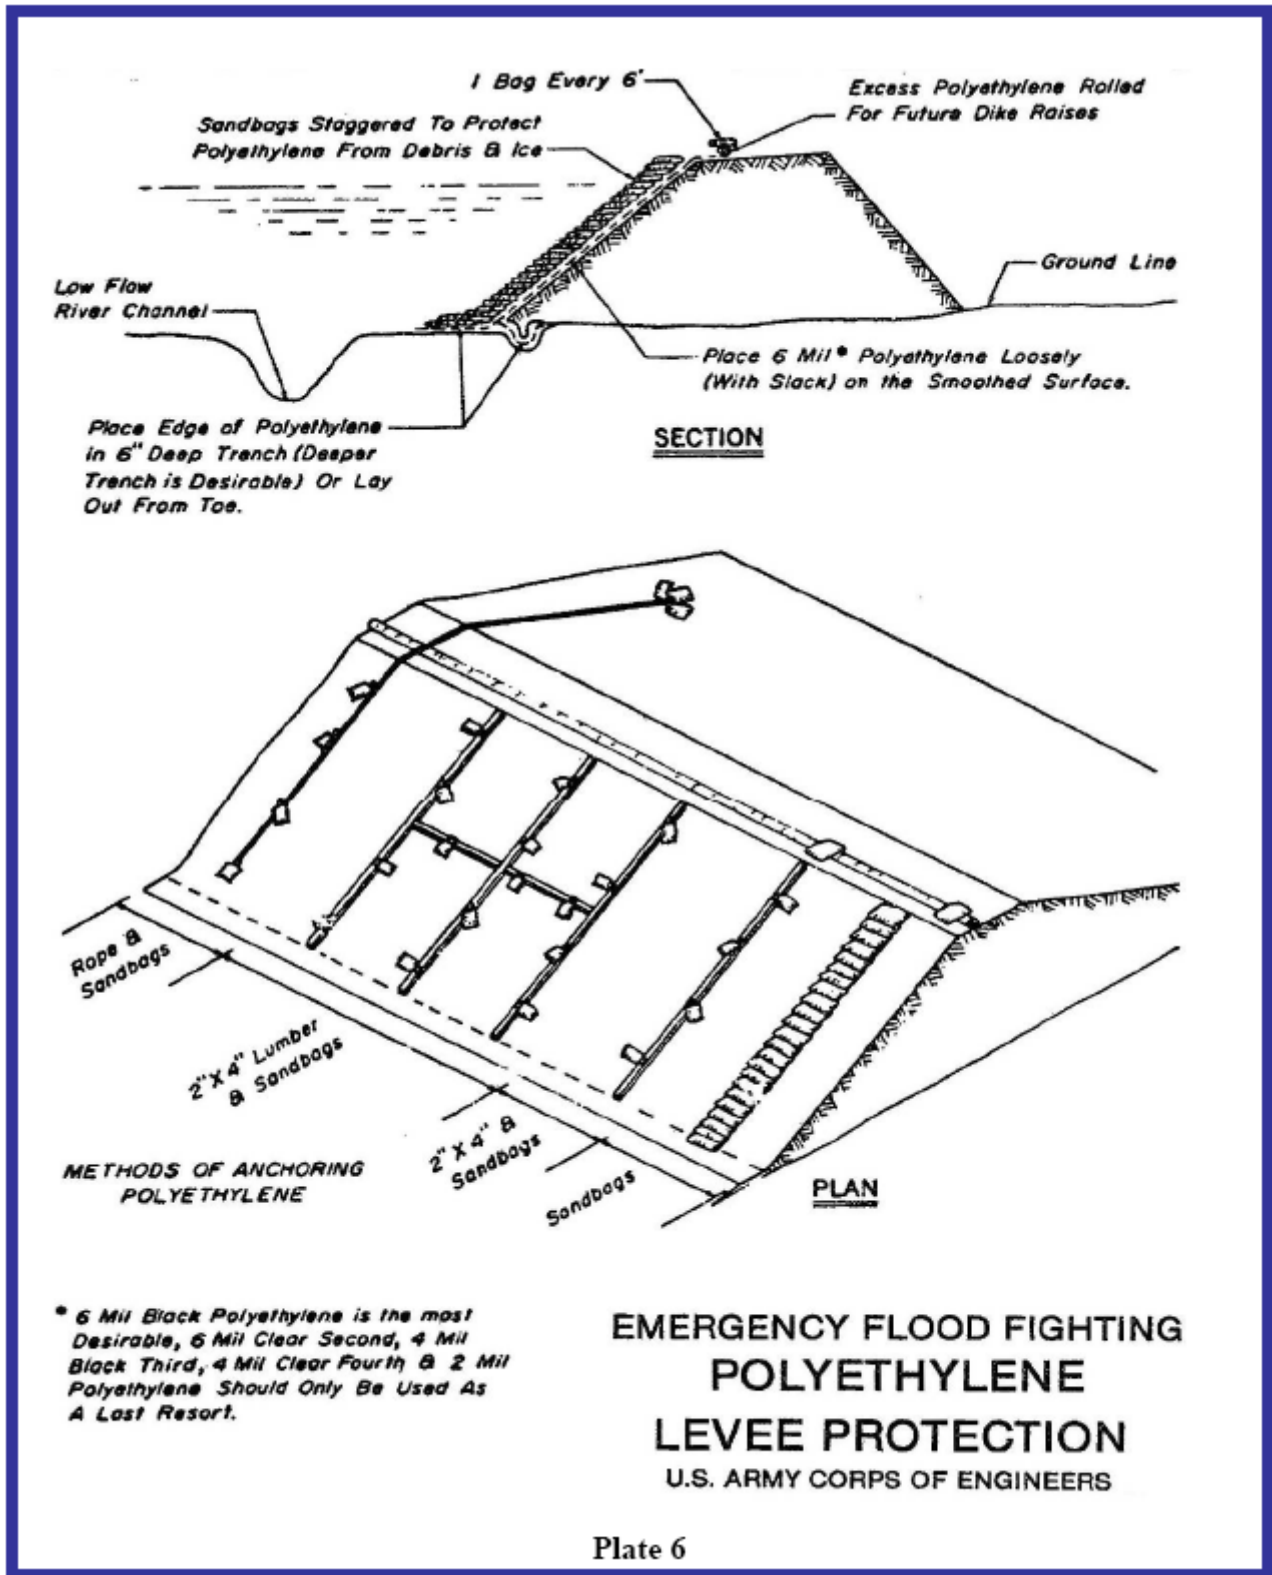 1 Bag Every 6'
Excess Polyethylene Rolled
For Future Dike Raises
Sandbags Staggered To Protect
Polyethylene From Debris & Ice
Low Flow
River Channel
Ground Line
Place 6 Mil* Polyethylene Loosely
(With Slack) on the Smoothed Surface.
Place Edge of Polyethylene
in 6" Deep Trench (Deeper
Trench is Desirable) Or Lay
Out From Toe.
SECTION
Rope &
Sandbags
2"X4" Lumber
& Sandbags
2"X4" &
Sandbags
Sandbags
METHODS OF ANCHORING
POLYETHYLENE
PLAN
* 6 Mil Black Polyethylene is the most
Desirable, 6 Mil Clear Second, 4 Mil
Black Third, 4 Mil Clear Fourth & 2 Mil
Polyethylene Should Only Be Used As
A Last Resort.
EMERGENCY FLOOD FIGHTING
POLYETHYLENE
LEVEE PROTECTION
U.S. ARMY CORPS OF ENGINEERS
Plate 6